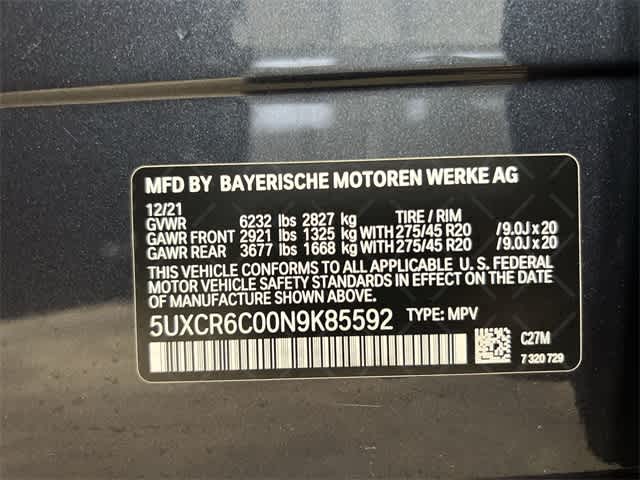 MFD BY BAYERISCHE MOTOREN WERKE AG
12/21
GVWR 6232 lbs 2827 kg TIRE / RIM
GAWR FRONT 2921 lbs 1325 kg WITH 275/45 R20 / 9.0J x 20
GAWR REAR 3677 lbs 1668 kg WITH 275/45 R20 / 9.0J x 20
THIS VEHICLE CONFORMS TO ALL APPLICABLE U. S. FEDERAL
MOTOR VEHICLE SAFETY STANDARDS IN EFFECT ON THE DATE
OF MANUFACTURE SHOWN ABOVE.
5UXCR6C00N9K85592 TYPE: MPV
C27M
7 320 729